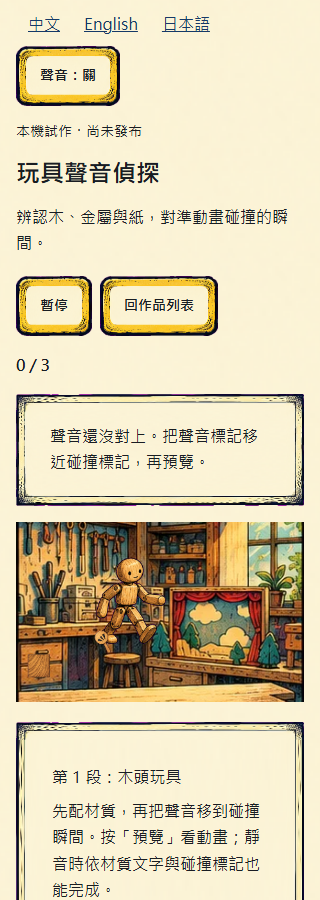 中文 English 日本語
聲音：關
本機試作・尚未發布
玩具聲音偵探
辨認木、金屬與紙，對準動畫碰撞的瞬
間。
暫停 回作品列表
0 / 3
聲音還沒對上。把聲音標記移
近碰撞標記，再預覽。
第 1 段：木頭玩具
先配材質，再把聲音移到碰撞
瞬間。按「預覽」看動畫；靜
音時依材質文字與碰撞標記也
能完成。